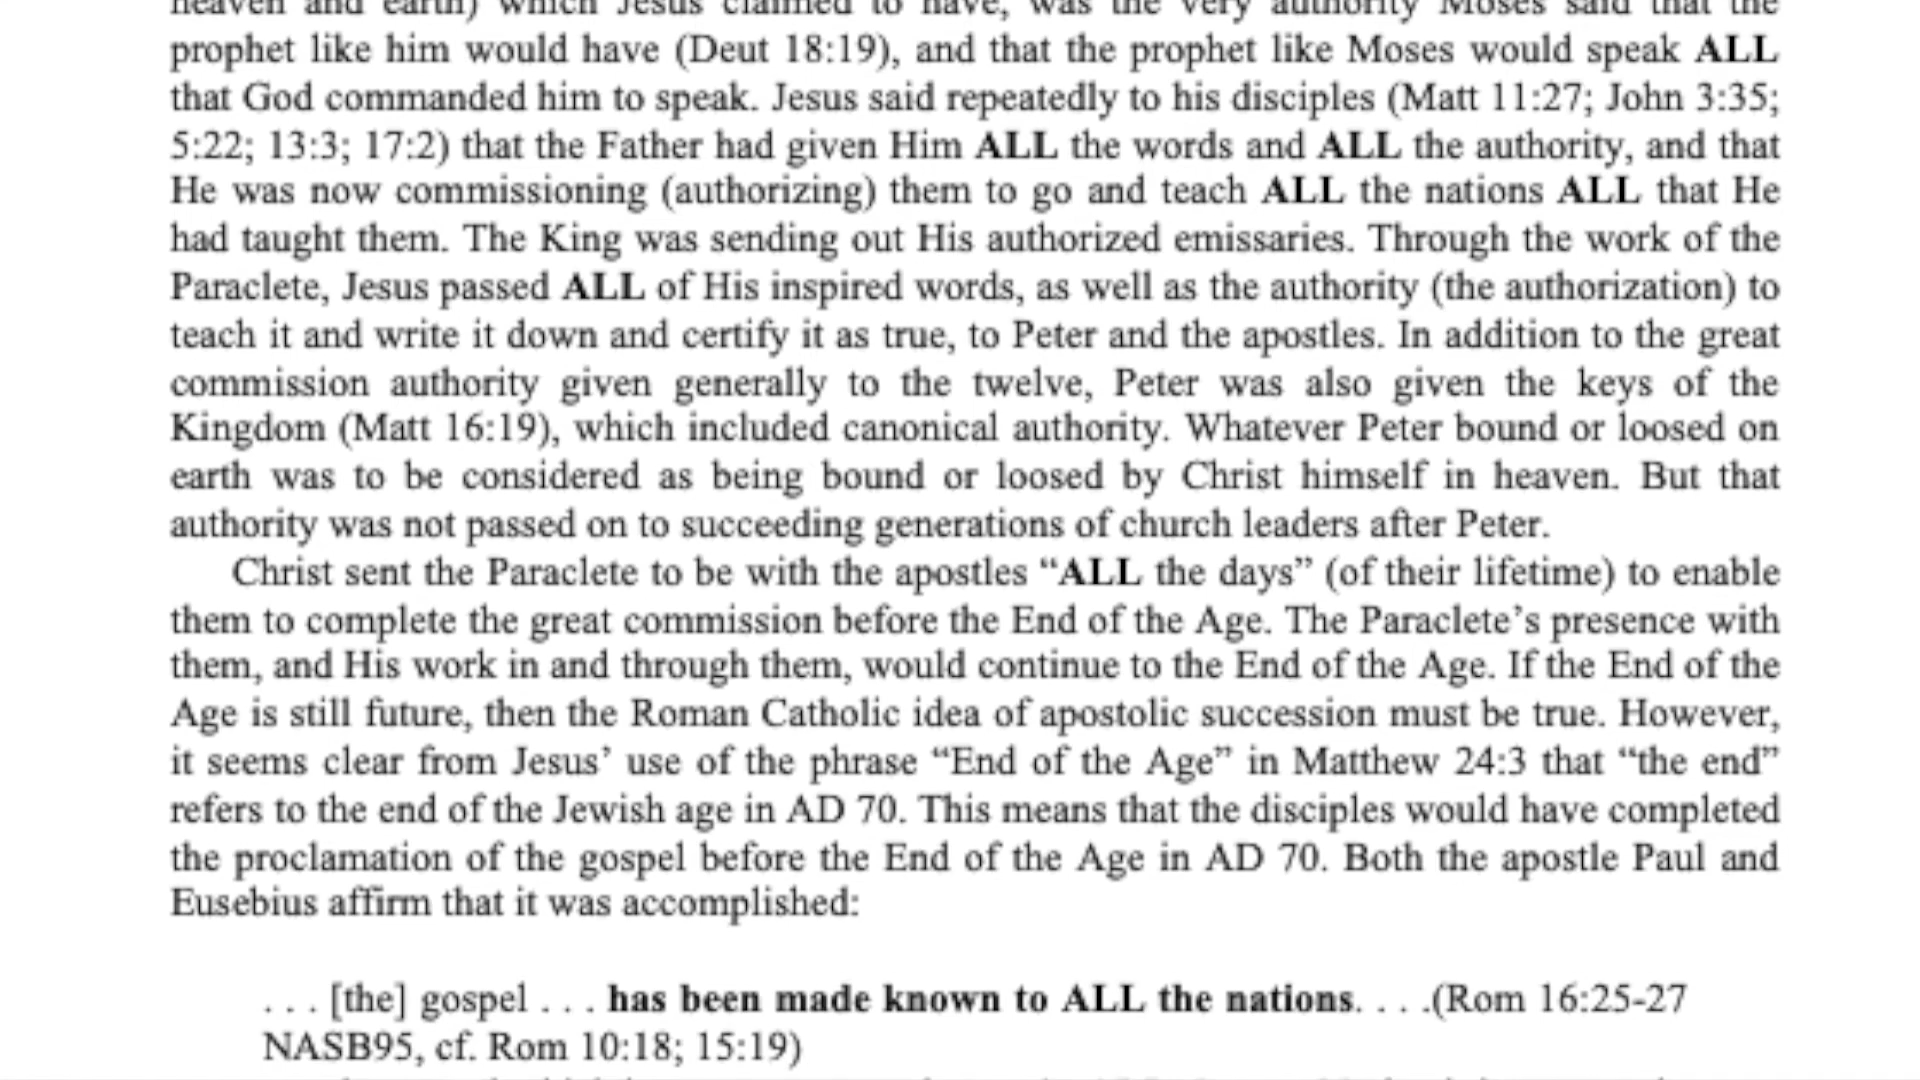 heaven and earth) which Jesus claimed to have, was the very authority Moses said that the
prophet like him would have (Deut 18:19), and that the prophet like Moses would speak ALL
that God commanded him to speak. Jesus said repeatedly to his disciples (Matt 11:27; John 3:35;
5:22; 13:3; 17:2) that the Father had given Him ALL the words and ALL the authority, and that
He was now commissioning (authorizing) them to go and teach ALL the nations ALL that He
had taught them. The King was sending out His authorized emissaries. Through the work of the
Paraclete, Jesus passed ALL of His inspired words, as well as the authority (the authorization) to
teach it and write it down and certify it as true, to Peter and the apostles. In addition to the great
commission authority given generally to the twelve, Peter was also given the keys of the
Kingdom (Matt 16:19), which included canonical authority. Whatever Peter bound or loosed on
earth was to be considered as being bound or loosed by Christ himself in heaven. But that
authority was not passed on to succeeding generations of church leaders after Peter.
Christ sent the Paraclete to be with the apostles “ALL the days” (of their lifetime) to enable
them to complete the great commission before the End of the Age. The Paraclete’s presence with
them, and His work in and through them, would continue to the End of the Age. If the End of the
Age is still future, then the Roman Catholic idea of apostolic succession must be true. However,
it seems clear from Jesus’ use of the phrase “End of the Age” in Matthew 24:3 that “the end”
refers to the end of the Jewish age in AD 70. This means that the disciples would have completed
the proclamation of the gospel before the End of the Age in AD 70. Both the apostle Paul and
Eusebius affirm that it was accomplished:
. . . [the] gospel . . . has been made known to ALL the nations. . . .(Rom 16:25-27
NASB95, cf. Rom 10:18; 15:19)